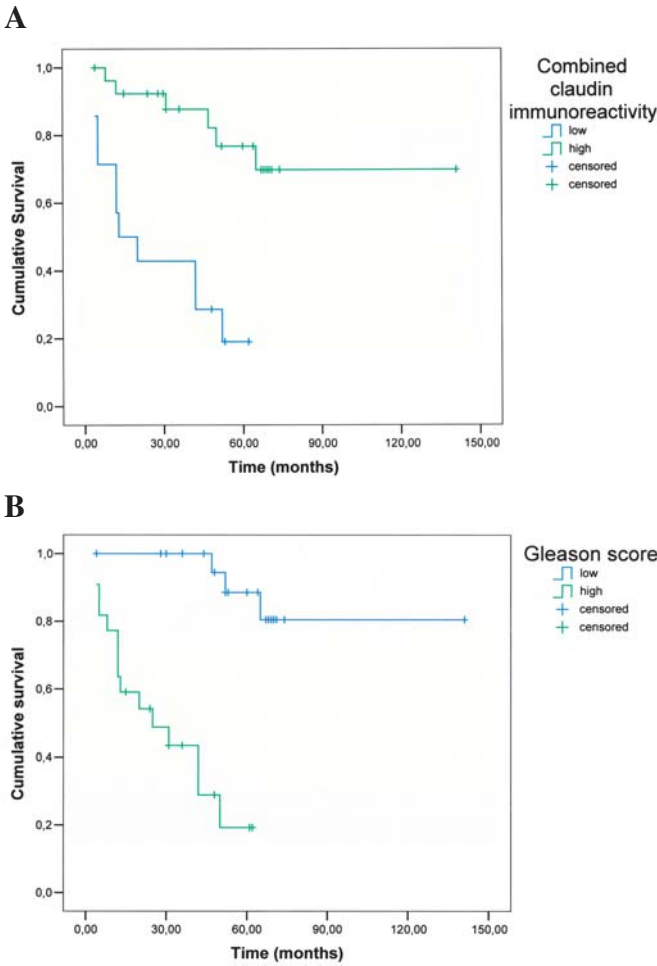 A
Combined
claudin
immunoreactivity
low
high
censored
censored
Cumulative Survival
1,0
0,8
0,6
0,4
0,2
0,0
0,00 30,00 60,00 90,00 120,00 150,00
Time (months)
B
Gleason score
low
high
censored
censored
Cumulative survival
1,0
0,8
0,6
0,4
0,2
0,0
0,00 30,00 60,00 90,00 120,00 150,00
Time (months)